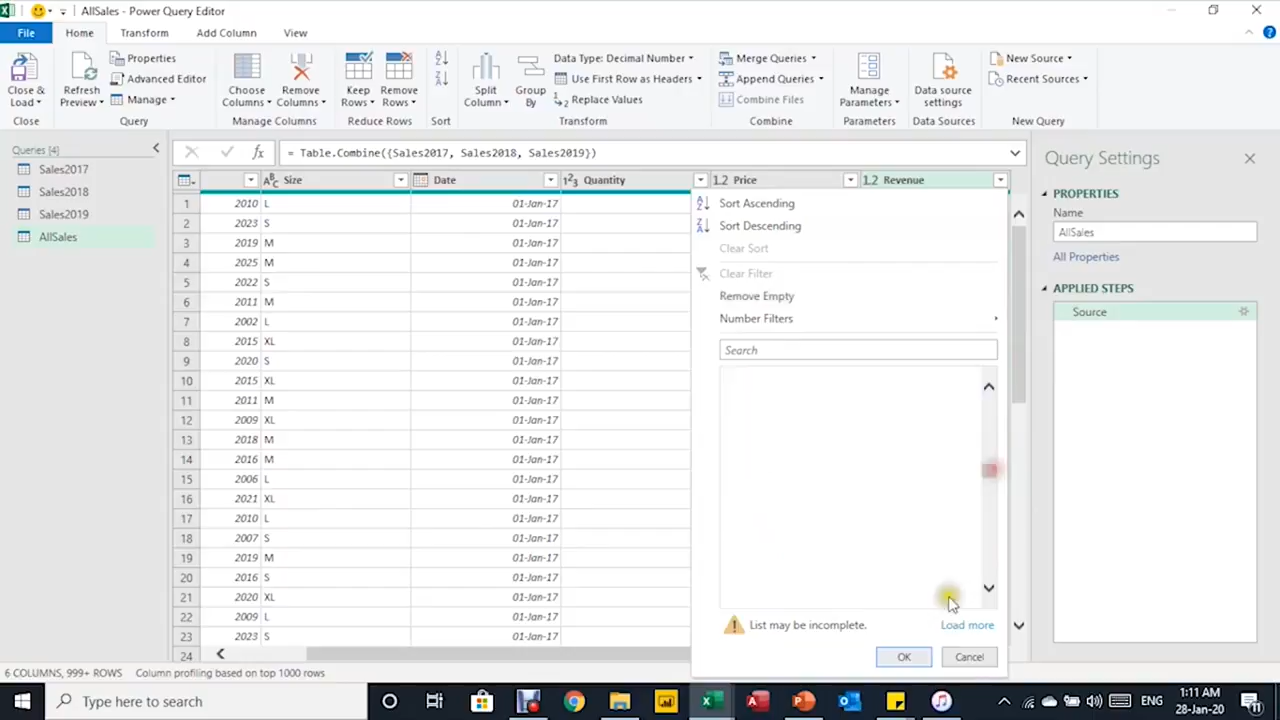 AllSales - Power Query Editor
File Home Transform Add Column View
Close & Load
Refresh Preview
Properties
Advanced Editor
Manage
Choose Columns
Remove Columns
Keep Rows
Remove Rows
Split Column
Group By
Data Type: Decimal Number
Use First Row as Headers
1 2 Replace Values
Merge Queries
Append Queries
Combine Files
Manage Parameters
Data source settings
New Source
Recent Sources
Close Query Manage Columns Reduce Rows Sort Transform Combine Parameters Data Sources New Query
Queries [4]
Sales2017
Sales2018
Sales2019
AllSales
fx = Table.Combine({Sales2017, Sales2018, Sales2019})
ABC Size Date 123 Quantity 1.2 Price 1.2 Revenue
1 2010 L 01-Jan-17
2 2023 S 01-Jan-17
3 2019 M 01-Jan-17
4 2025 M 01-Jan-17
5 2022 S 01-Jan-17
6 2011 M 01-Jan-17
7 2002 L 01-Jan-17
8 2015 XL 01-Jan-17
9 2020 S 01-Jan-17
10 2015 XL 01-Jan-17
11 2011 M 01-Jan-17
12 2009 XL 01-Jan-17
13 2018 M 01-Jan-17
14 2016 M 01-Jan-17
15 2006 L 01-Jan-17
16 2021 XL 01-Jan-17
17 2010 L 01-Jan-17
18 2007 S 01-Jan-17
19 2019 M 01-Jan-17
20 2016 S 01-Jan-17
21 2020 XL 01-Jan-17
22 2009 L 01-Jan-17
23 2023 S 01-Jan-17
24
A Z Sort Ascending
Z A Sort Descending
Clear Sort
Clear Filter
Remove Empty
Number Filters
Search
List may be incomplete. Load more
OK Cancel
Query Settings
PROPERTIES
Name
AllSales
All Properties
APPLIED STEPS
Source
6 COLUMNS, 999+ ROWS Column profiling based on top 1000 rows
Type here to search
ENG
1:11 AM
28-Jan-20
11